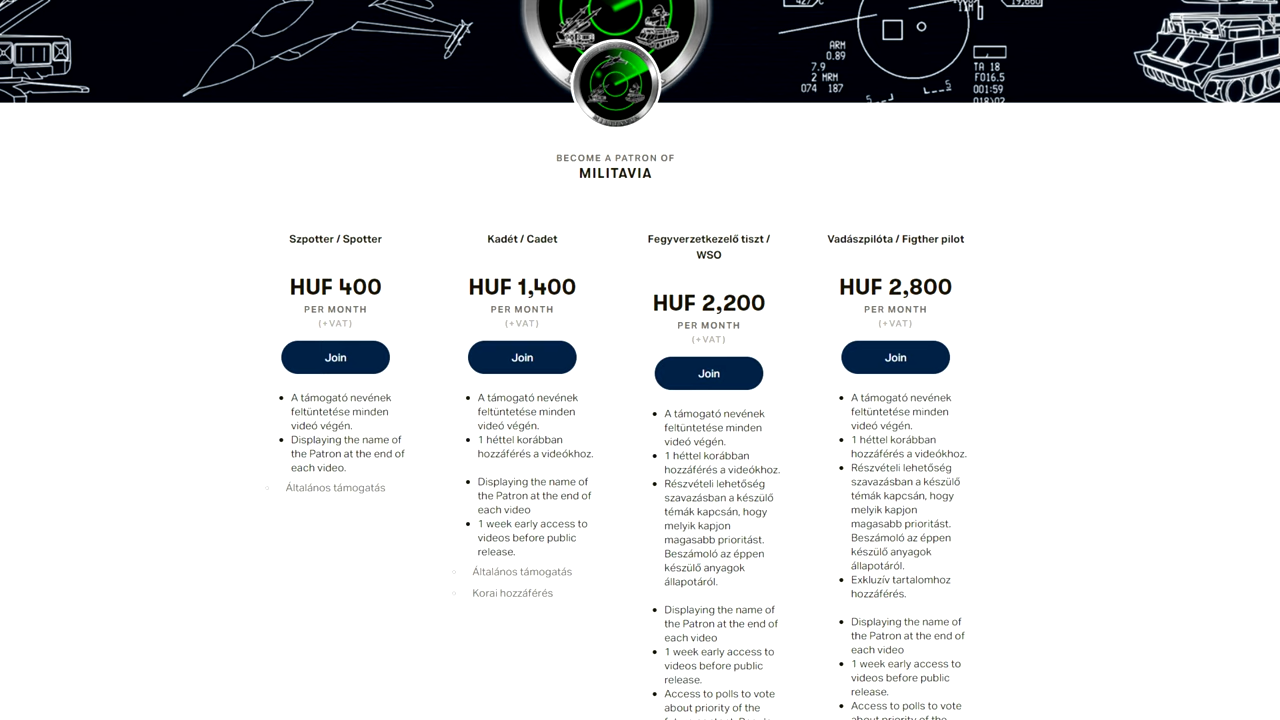 ARM
0.89
7.9
2 MRM
074 187
TA 18
F016.5
001:59
BECOME A PATRON OF
MILITAVIA
Szpotter / Spotter
HUF 400
PER MONTH
(+VAT)
Join
A támogató nevének
feltüntetése minden
videó végén.
Displaying the name of
the Patron at the end of
each video.
Általános támogatás
Kadét / Cadet
HUF 1,400
PER MONTH
(+VAT)
Join
A támogató nevének
feltüntetése minden
videó végén.
1 héttel korábban
hozzáférés a videókhoz.
Displaying the name of
the Patron at the end of
each video
1 week early access to
videos before public
release.
Általános támogatás
Korai hozzáférés
Fegyverzetkezelő tiszt /
WSO
HUF 2,200
PER MONTH
(+VAT)
Join
A támogató nevének
feltüntetése minden
videó végén.
1 héttel korábban
hozzáférés a videókhoz.
Részvételi lehetőség
szavazásban a készülő
témák kapcsán, hogy
melyik kapjon
magasabb prioritást.
Beszámoló az éppen
készülő anyagok
állapotáról.
Displaying the name of
the Patron at the end of
each video
1 week early access to
videos before public
release.
Access to polls to vote
about priority of the
Vadászpilóta / Figther pilot
HUF 2,800
PER MONTH
(+VAT)
Join
A támogató nevének
feltüntetése minden
videó végén.
1 héttel korábban
hozzáférés a videókhoz.
Részvételi lehetőség
szavazásban a készülő
témák kapcsán, hogy
melyik kapjon
magasabb prioritást.
Beszámoló az éppen
készülő anyagok
állapotáról.
Exkluzív tartalomhoz
hozzáférés.
Displaying the name of
the Patron at the end of
each video
1 week early access to
videos before public
release.
Access to polls to vote
about priority of the